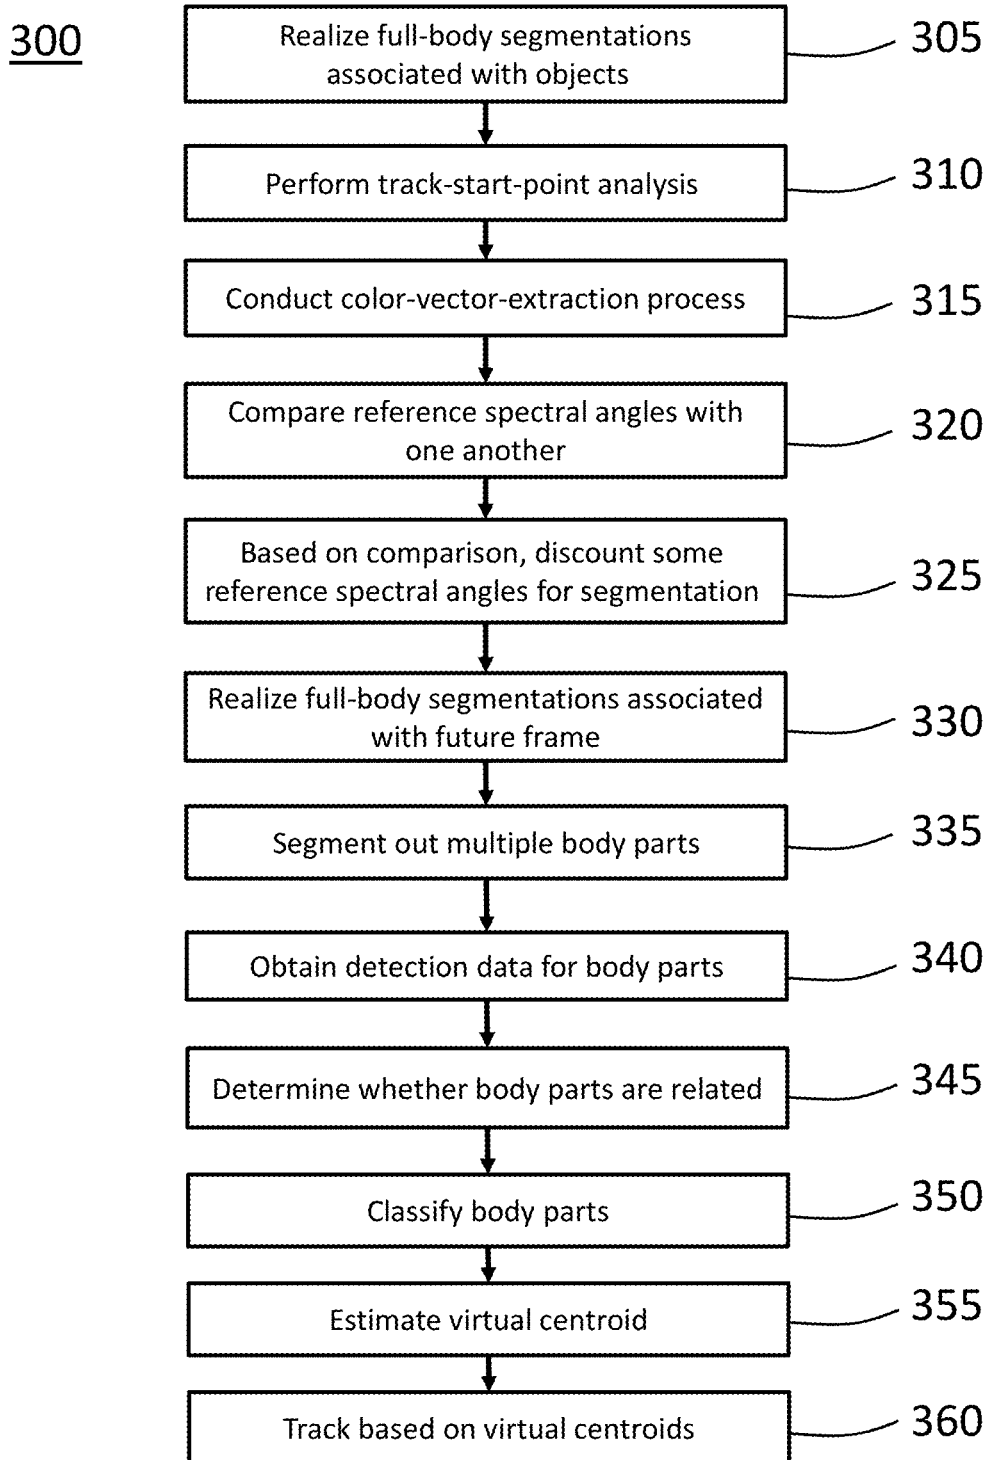 300
Realize full-body segmentations
associated with objects
305
Perform track-start-point analysis
310
Conduct color-vector-extraction process
315
Compare reference spectral angles with
one another
320
Based on comparison, discount some
reference spectral angles for segmentation
325
Realize full-body segmentations associated
with future frame
330
Segment out multiple body parts
335
Obtain detection data for body parts
340
Determine whether body parts are related
345
Classify body parts
350
Estimate virtual centroid
355
Track based on virtual centroids
360